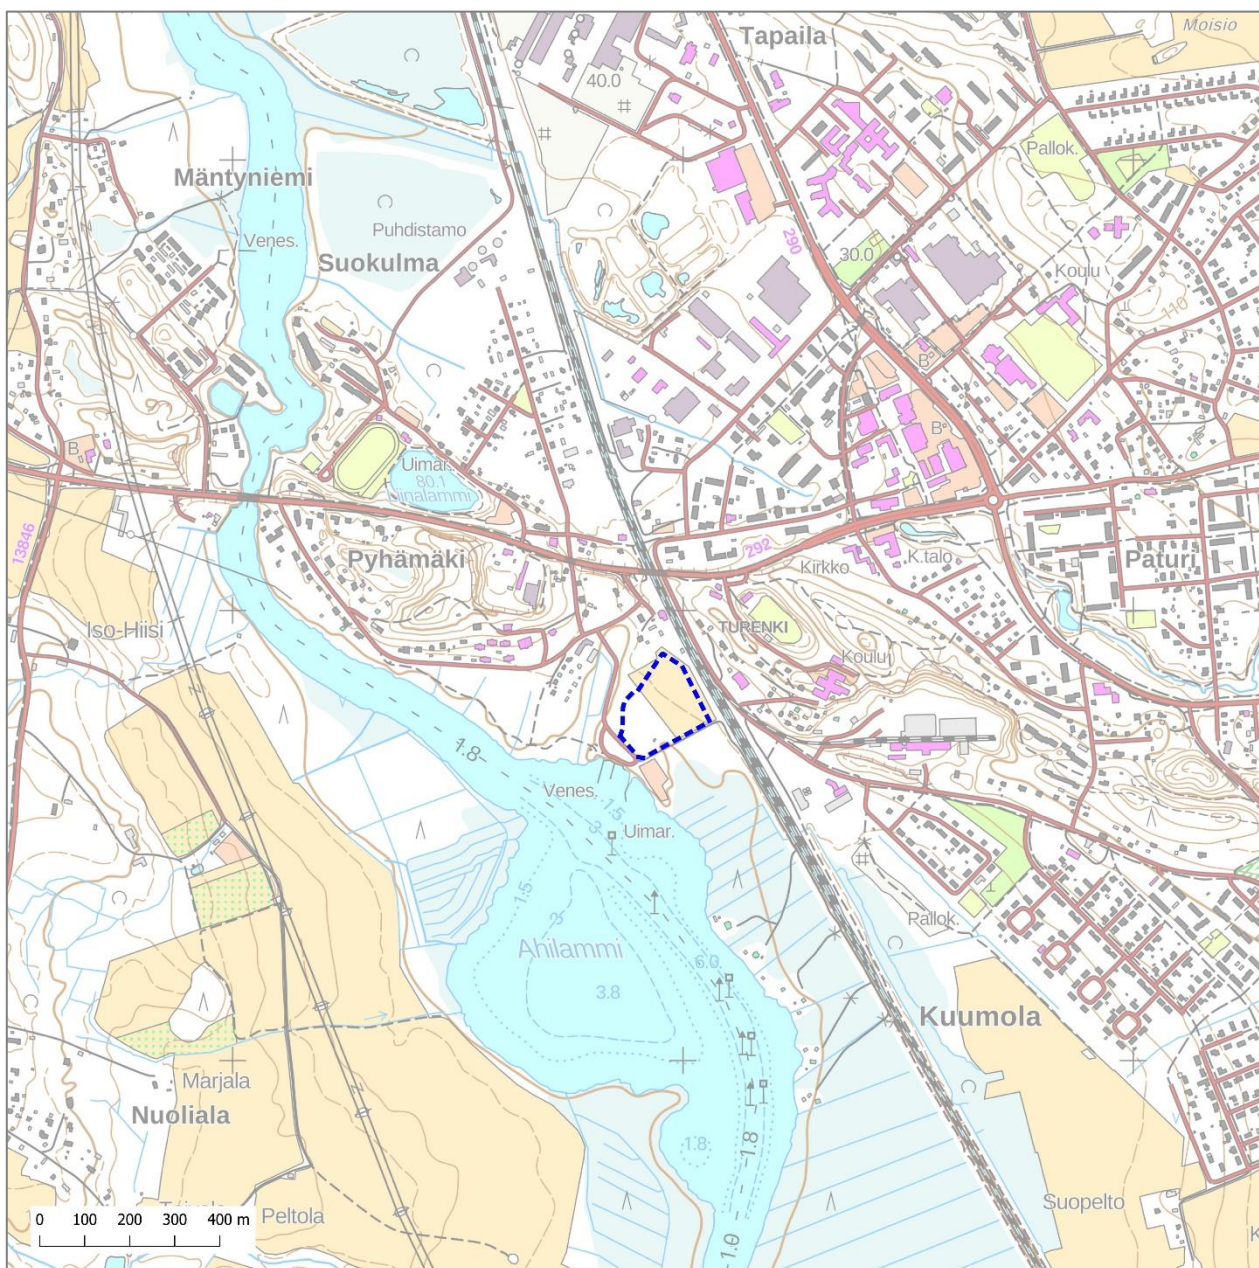 Moisio
Tapaila
40.0
Pallok.
Mäntyniemi
Puhdistamo
Venes.
290
Suokulma
30.0
Koulu
110
B
B
B
Uimar.
80.1
13846
292
Pyhämäki
Kirkko
K.talo
Paturi
Iso-Hiisi
TURENKI
Koulu
1.8
Venes.
1.5
3
Uimar.
1.5
3
Pallok.
Ahilammi
6.0
3.8
Kuumola
Marjala
Nuoliala
1.8
1.8
Suopelto
Peltola
1.0
K
0 100 200 300 400 m